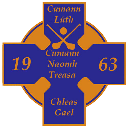 Cumann
Lúth
Cumann
19 Naomh 63
Treasa
Chleas
Gael